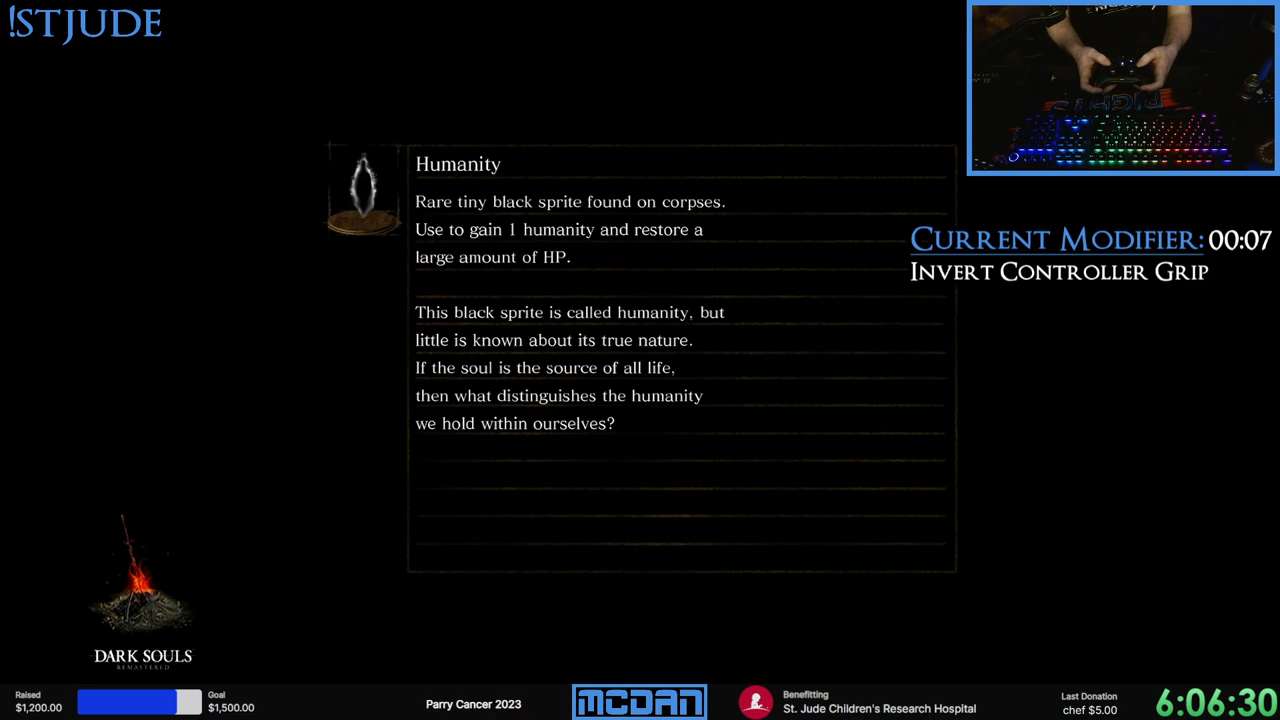 !STJUDE
Humanity
Rare tiny black sprite found on corpses.
Use to gain 1 humanity and restore a
large amount of HP.
This black sprite is called humanity, but
little is known about its true nature.
If the soul is the source of all life,
then what distinguishes the humanity
we hold within ourselves?
CURRENT MODIFIER: 00:07
INVERT CONTROLLER GRIP
DARK SOULS
REMASTERED
Raised
$1,200.00
Goal
$1,500.00
Parry Cancer 2023
MCDAN
Benefitting
St. Jude Children's Research Hospital
Last Donation
chef $5.00
6:06:30